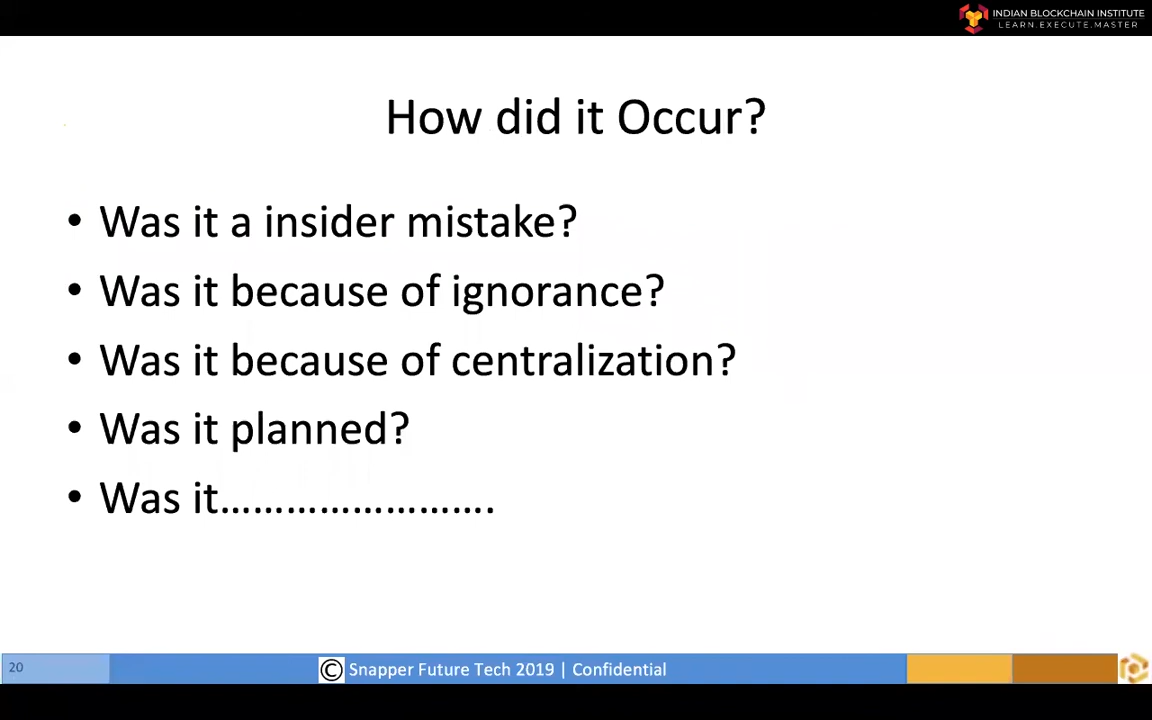 INDIAN BLOCKCHAIN INSTITUTE
LEARN.EXECUTE.MASTER
How did it Occur?
• Was it a insider mistake?
• Was it because of ignorance?
• Was it because of centralization?
• Was it planned?
• Was it…………………….
20
© Snapper Future Tech 2019 | Confidential